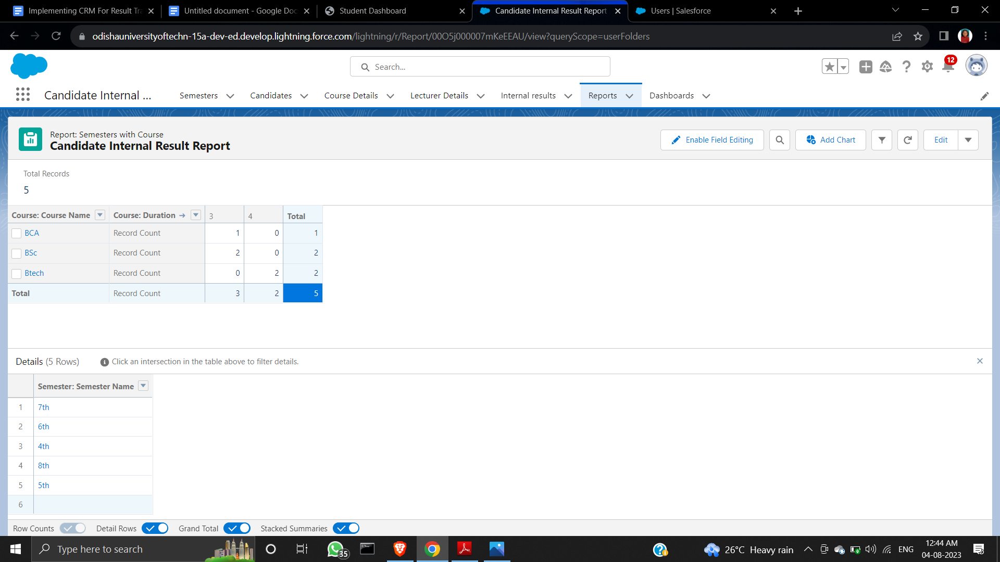 Implementing CRM For Result Tra
Untitled document - Google Doc
Student Dashboard
Candidate Internal Result Report
Users | Salesforce
odishauniversityoftechn-15a-dev-ed.develop.lightning.force.com/lightning/r/Report/00O5j000007mKeEEAU/view?queryScope=userFolders
Search...
12
Candidate Internal ...
Semesters
Candidates
Course Details
Lecturer Details
Internal results
Reports
Dashboards
Report: Semesters with Course
Candidate Internal Result Report
Enable Field Editing
Add Chart
Edit
Total Records
5
Course: Course Name Course: Duration → 3 4 Total
BCA Record Count 1 0 1
BSc Record Count 2 0 2
Btech Record Count 0 2 2
Total Record Count 3 2 5
Details (5 Rows) Click an intersection in the table above to filter details.
Semester: Semester Name
1 7th
2 6th
3 4th
4 8th
5 5th
6
Row Counts Detail Rows Grand Total Stacked Summaries
Type here to search
35
26°C Heavy rain
ENG
12:44 AM
04-08-2023